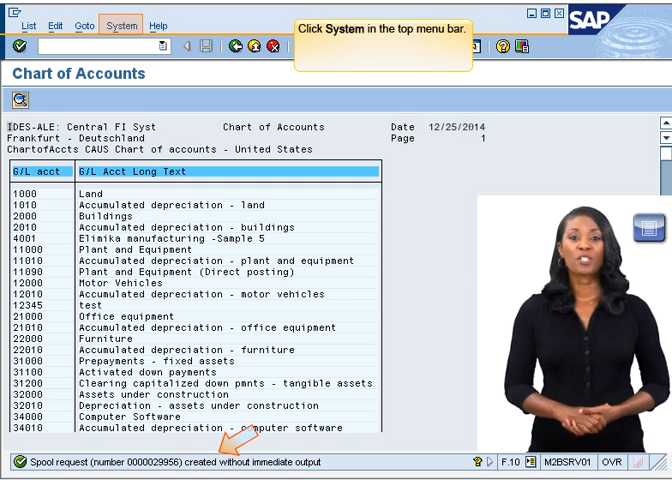 List Edit Goto System Help
SAP
Click System in the top menu bar.
Chart of Accounts
IDES-ALE: Central FI Syst Chart of Accounts Date 12/25/2014
Frankfurt - Deutschland Page 1
ChartofAccts CAUS Chart of accounts - United States
G/L acct G/L Acct Long Text
1000 Land
1010 Accumulated depreciation - land
2000 Buildings
2010 Accumulated depreciation - buildings
4001 Elimika manufacturing -Sample 5
11000 Plant and Equipment
11010 Accumulated depreciation - plant and equipment
11090 Plant and Equipment (Direct posting)
12000 Motor Vehicles
12010 Accumulated depreciation - motor vehicles
12345 test
21000 Office equipment
21010 Accumulated depreciation - office equipment
22000 Furniture
22010 Accumulated depreciation - furniture
31000 Prepayments - fixed assets
31100 Activated down payments
31200 Clearing capitalized down pmnts - tangible assets
32000 Assets under construction
32010 Depreciation - assets under construction
34000 Computer Software
34010 Accumulated depreciation - computer software
Spool request (number 0000029956) created without immediate output
F.10 M2BSRV01 OVR